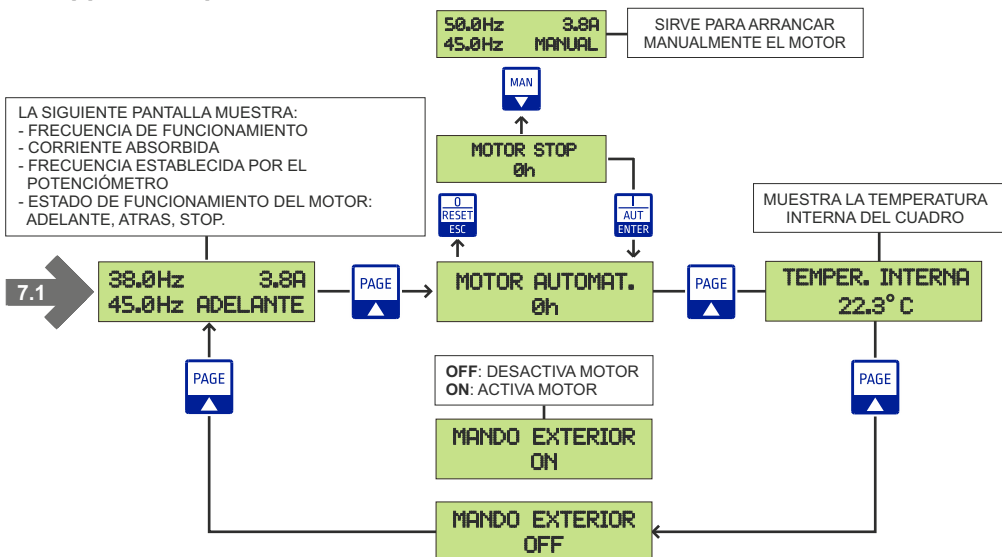 50.0Hz 3.8A
45.0Hz MANUAL
SIRVE PARA ARRANCAR
MANUALMENTE EL MOTOR
MAN
LA SIGUIENTE PANTALLA MUESTRA:
- FRECUENCIA DE FUNCIONAMIENTO
- CORRIENTE ABSORBIDA
- FRECUENCIA ESTABLECIDA POR EL
POTENCIÓMETRO
- ESTADO DE FUNCIONAMIENTO DEL MOTOR:
ADELANTE, ATRAS, STOP.
MOTOR STOP
0h
0
RESET
ESC
I
AUT
ENTER
MUESTRA LA TEMPERATURA
INTERNA DEL CUADRO
7.1
38.0Hz 3.8A
45.0Hz ADELANTE
PAGE
MOTOR AUTOMAT.
0h
PAGE
TEMPER. INTERNA
22.3° C
PAGE
OFF: DESACTIVA MOTOR
ON: ACTIVA MOTOR
PAGE
MANDO EXTERIOR
ON
MANDO EXTERIOR
OFF